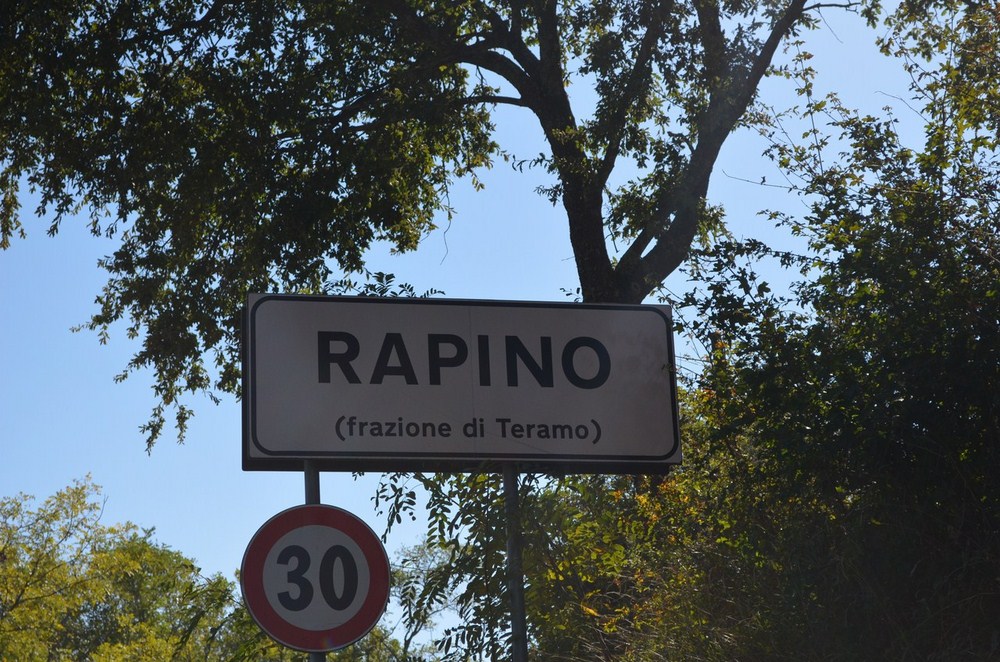 RAPINO
(frazione di Teramo)
30